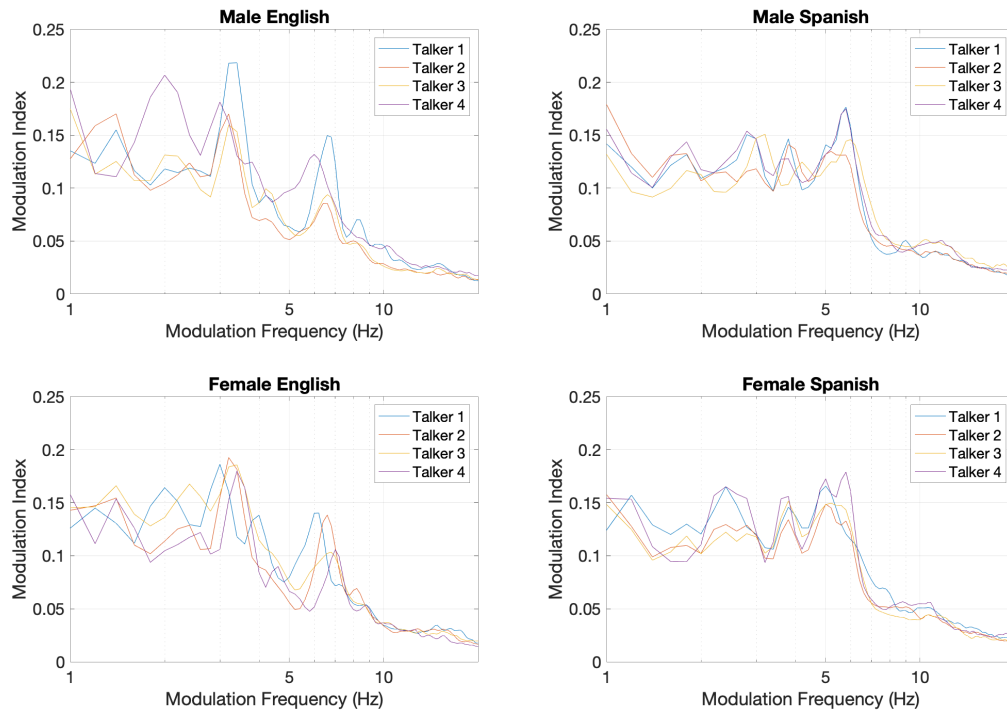 Male English
0.25
0.2
0.15
0.1
0.05
0
Modulation Index
1
5
10
Modulation Frequency (Hz)
Talker 1
Talker 2
Talker 3
Talker 4
Male Spanish
0.25
0.2
0.15
0.1
0.05
0
Modulation Index
1
5
10
Modulation Frequency (Hz)
Talker 1
Talker 2
Talker 3
Talker 4
Female English
0.25
0.2
0.15
0.1
0.05
0
Modulation Index
1
5
10
Modulation Frequency (Hz)
Talker 1
Talker 2
Talker 3
Talker 4
Female Spanish
0.25
0.2
0.15
0.1
0.05
0
Modulation Index
1
5
10
Modulation Frequency (Hz)
Talker 1
Talker 2
Talker 3
Talker 4